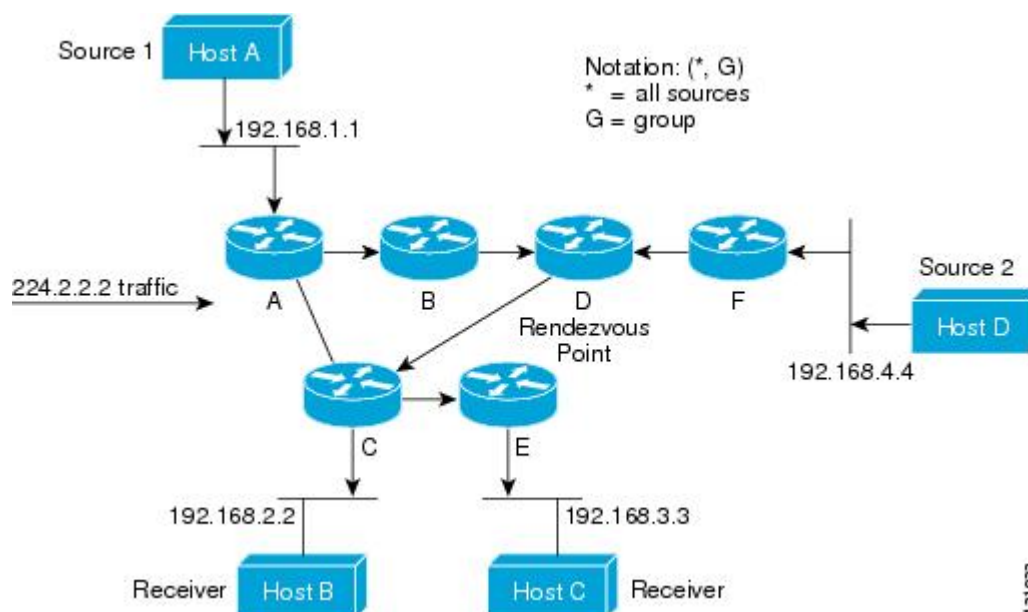 Source 1
Host A
Notation: (*, G)
* = all sources
G = group
192.168.1.1
224.2.2.2 traffic
A
B
D
F
Rendezvous
Point
Source 2
Host D
192.168.4.4
C
E
192.168.2.2
192.168.3.3
Receiver
Host B
Host C
Receiver